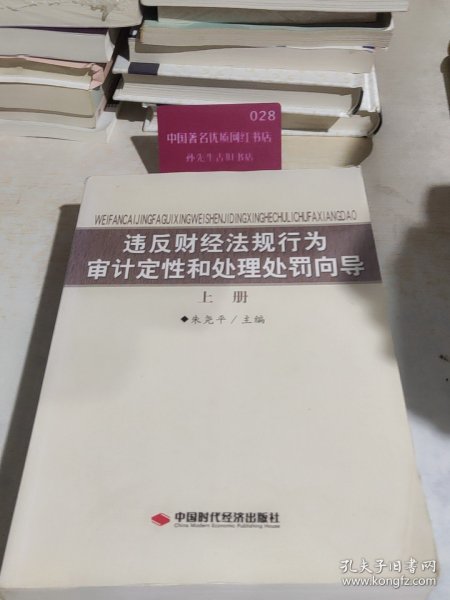 028
中国著名优质网红书店
孙先生古旧书店
WEIFANCAIJINGFAGUIXINGWEISHENJIDINGXINGHECHULICHUFAXIANGDAO
违反财经法规行为
审计定性和处理处罚向导
上 册
◆朱尧平/主编
中国时代经济出版社
China Modern Economic Publishing House
孔夫子旧书网
www.kongfz.com